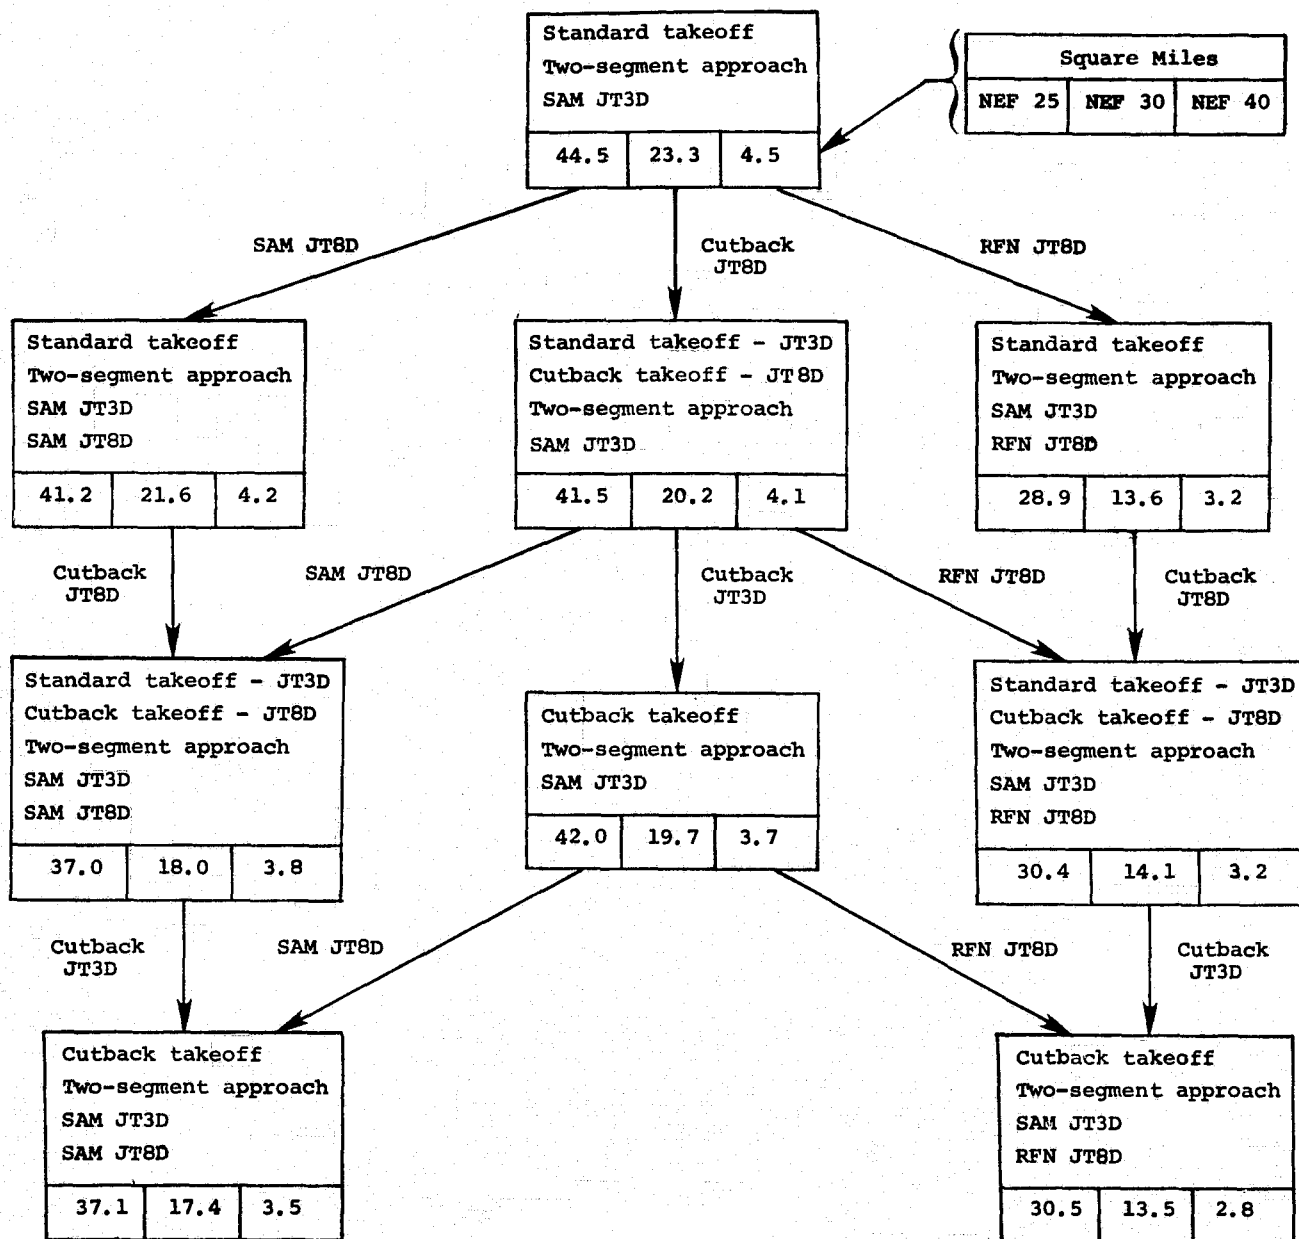 Standard takeoff
Two-segment approach
SAM JT3D
44.5 23.3 4.5
Square Miles
NEF 25 NEF 30 NEF 40
SAM JT8D
Cutback
JT8D
RFN JT8D
Standard takeoff
Two-segment approach
SAM JT3D
SAM JT8D
41.2 21.6 4.2
Standard takeoff - JT3D
Cutback takeoff - JT8D
Two-segment approach
SAM JT3D
41.5 20.2 4.1
Standard takeoff
Two-segment approach
SAM JT3D
RFN JT8D
28.9 13.6 3.2
Cutback
JT8D
SAM JT8D
Cutback
JT3D
RFN JT8D
Cutback
JT8D
Standard takeoff - JT3D
Cutback takeoff - JT8D
Two-segment approach
SAM JT3D
SAM JT8D
37.0 18.0 3.8
Cutback takeoff
Two-segment approach
SAM JT3D
42.0 19.7 3.7
Standard takeoff - JT3D
Cutback takeoff - JT8D
Two-segment approach
SAM JT3D
RFN JT8D
30.4 14.1 3.2
Cutback
JT3D
SAM JT8D
RFN JT8D
Cutback
JT3D
Cutback takeoff
Two-segment approach
SAM JT3D
SAM JT8D
37.1 17.4 3.5
Cutback takeoff
Two-segment approach
SAM JT3D
RFN JT8D
30.5 13.5 2.8